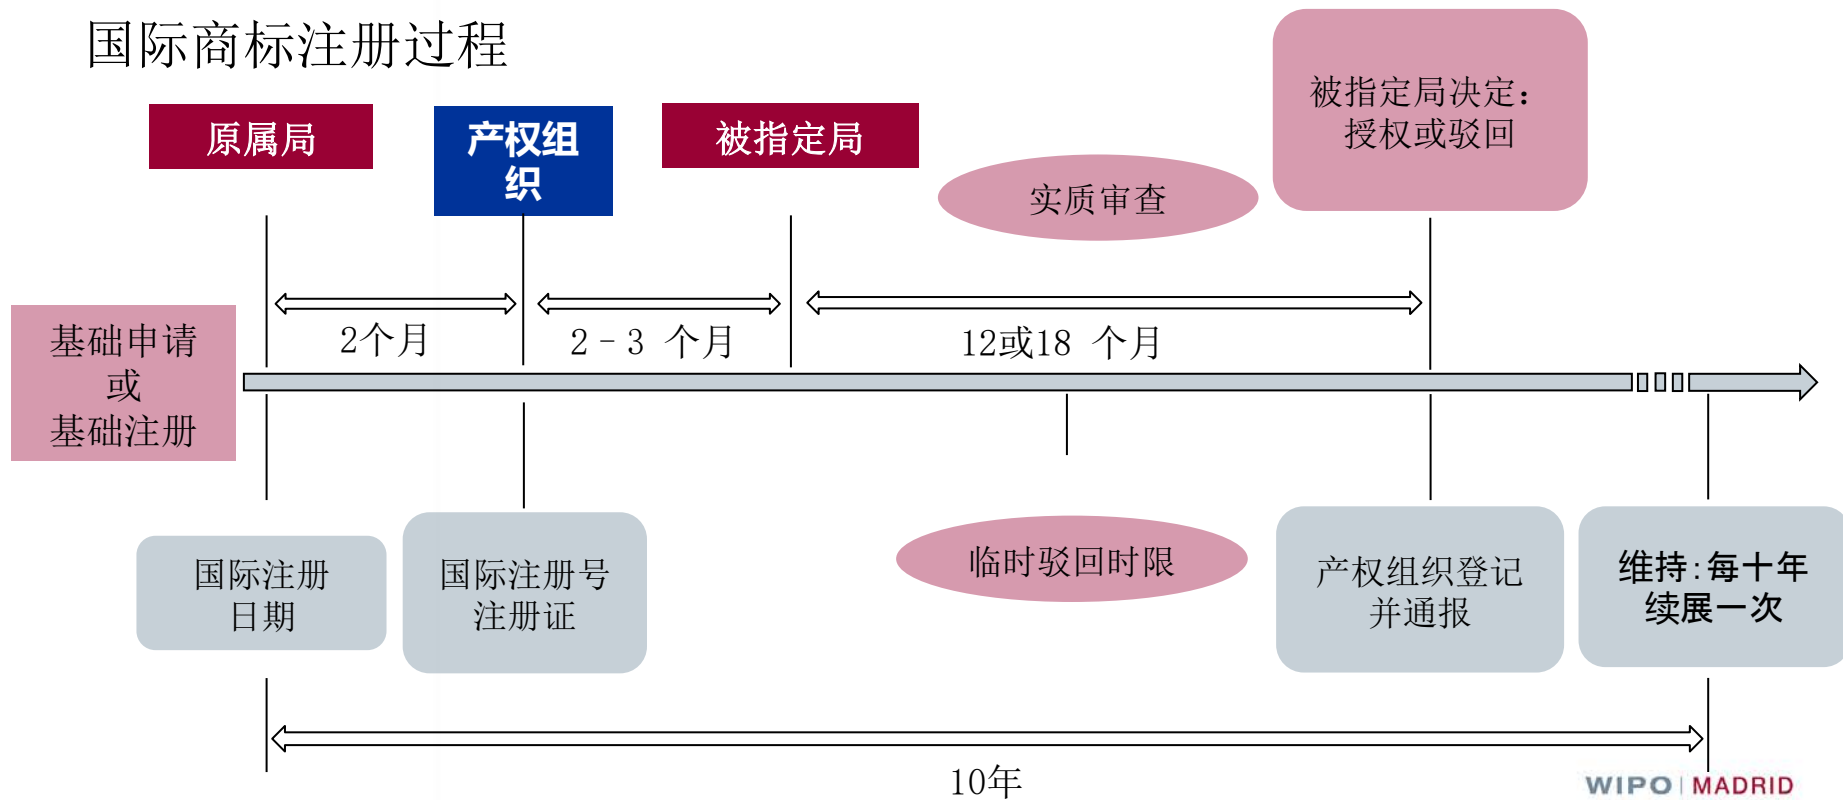 国际商标注册过程
原属局
产权组
织
被指定局
被指定局决定：
授权或驳回
实质审查
2个月
2-3 个月
12或18 个月
基础申请
或
基础注册
国际注册
日期
国际注册号
注册证
临时驳回时限
产权组织登记
并通报
维持:每十年
续展一次
10年
WIPO | MADRID